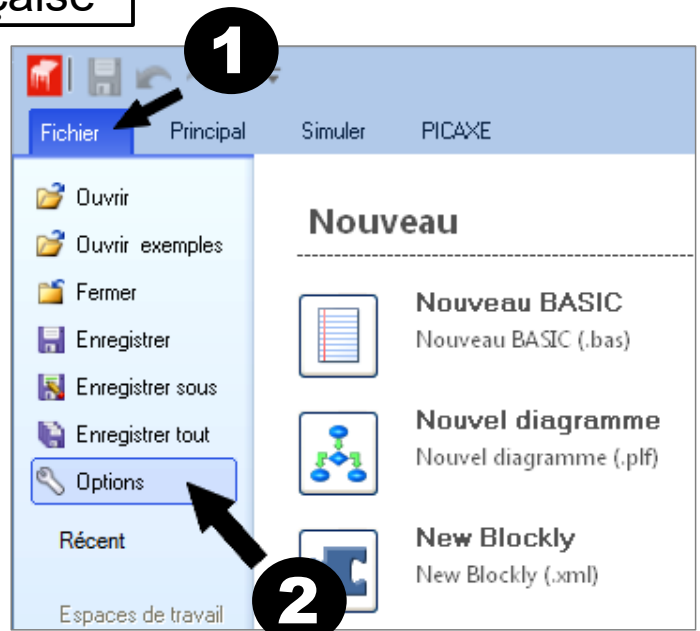 1
Fichier Principal Simuler PICAXE
Ouvrir
Ouvrir exemples
Fermer
Enregistrer
Enregistrer sous
Enregistrer tout
Options
Récent
Espaces de travail
Nouveau
Nouveau BASIC
Nouveau BASIC (.bas)
Nouvel diagramme
Nouvel diagramme (.plf)
New Blockly
New Blockly (.xml)
2